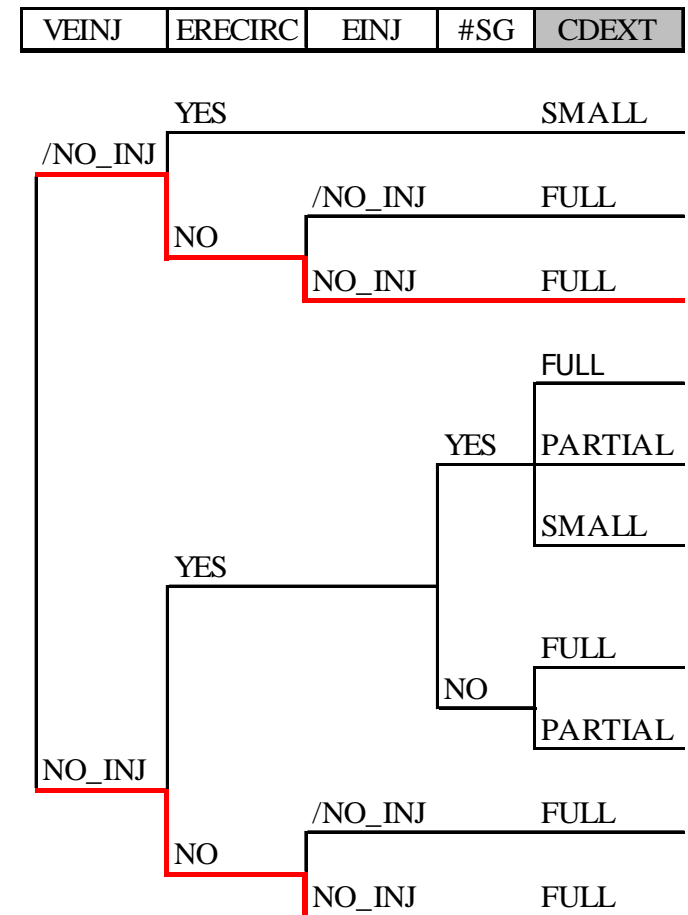 VEINJ ERECIRC EINJ #SG CDEXT
YES SMALL
/NO_INJ
/NO_INJ FULL
NO
NO_INJ FULL
FULL
YES PARTIAL
SMALL
YES
FULL
NO
PARTIAL
NO_INJ
/NO_INJ FULL
NO
NO_INJ FULL